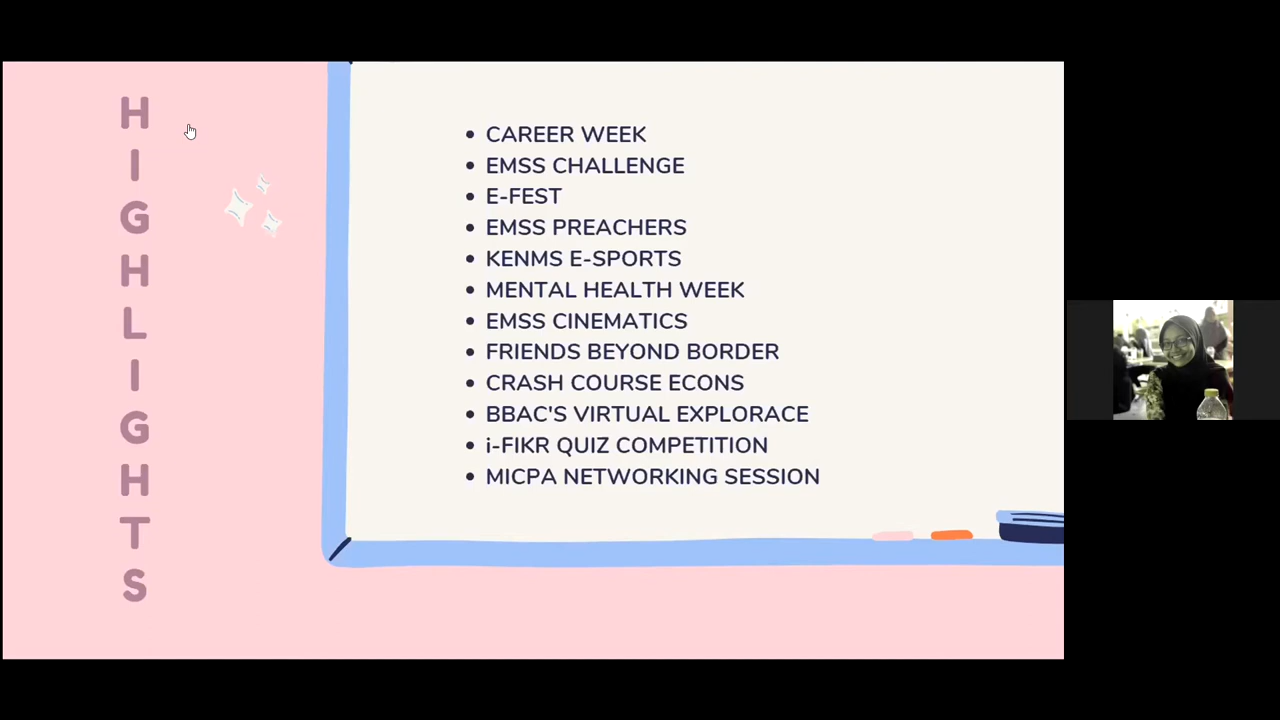 HIGHLIGHTS
• CAREER WEEK
• EMSS CHALLENGE
• E-FEST
• EMSS PREACHERS
• KENMS E-SPORTS
• MENTAL HEALTH WEEK
• EMSS CINEMATICS
• FRIENDS BEYOND BORDER
• CRASH COURSE ECONS
• BBAC'S VIRTUAL EXPLORACE
• i-FIKR QUIZ COMPETITION
• MICPA NETWORKING SESSION